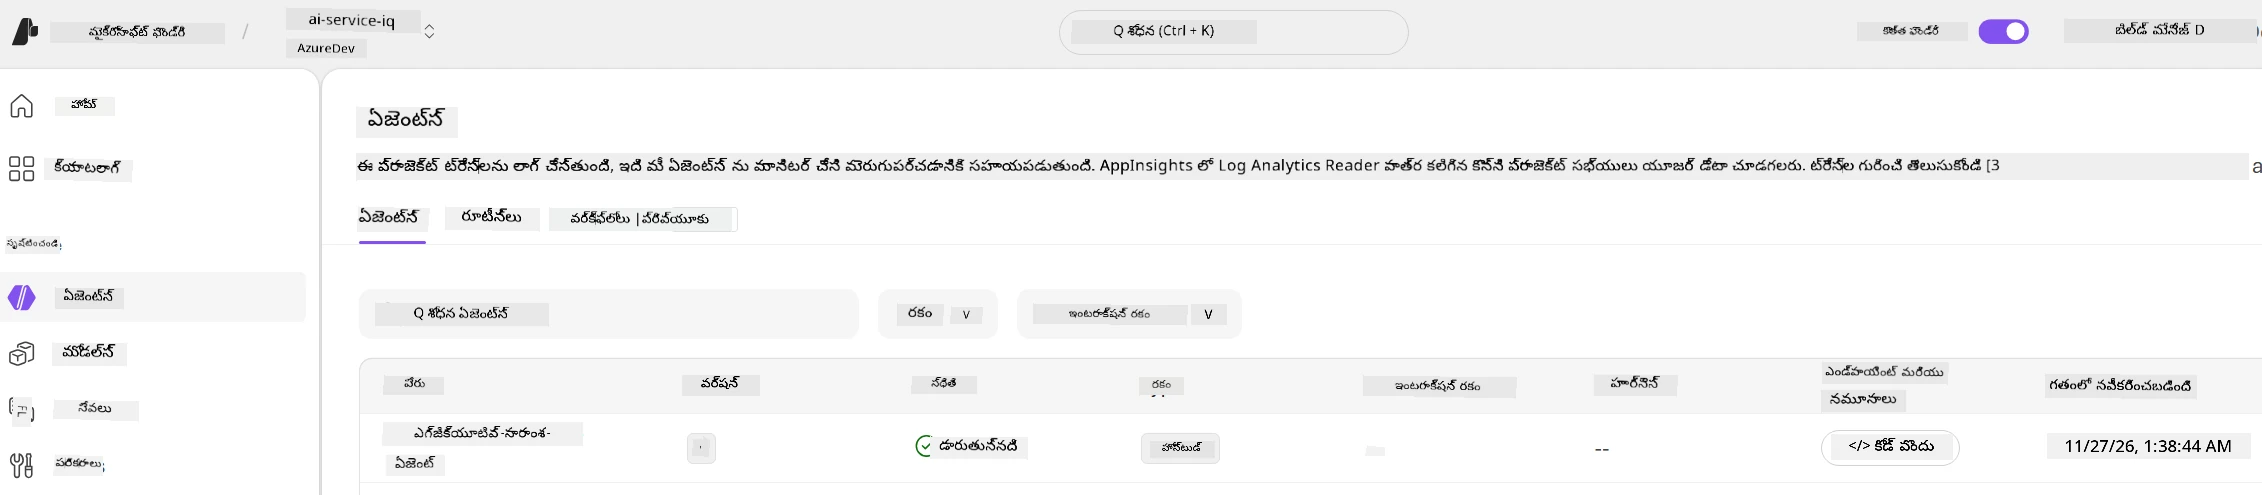 మైక్రోసాఫ్ట్ ఫౌండ్రీ
/
ai-service-iq
AzureDev
Q శోధన (Ctrl + K)
కొత్త ఫౌండ్రీ
బిల్డ్ మేనేజ్ D
హోమ్
క్యాటలాగ్
సృష్టించండి
ఏజెంట్స్
మోడల్స్
సేవలు
పరికరాలు
ఏజెంట్స్
ఈ ప్రాజెక్ట్ ట్రేస్‌లను లాగ్ చేస్తుంది, ఇది మీ ఏజెంట్స్ ను మానిటర్ చేసి మెరుగుపర్చడానికి సహాయపడుతుంది. AppInsights లో Log Analytics Reader పాత్ర కలిగిన కొన్ని ప్రాజెక్ట్ సభ్యులు యూజర్ డేటా చూడగలరు. ట్రేస్‌ల గురించి తెలుసుకోండి [3 a
ఏజెంట్స్
రూటీన్‌లు
వర్క్‌ఫ్లోలు |ప్రివ్యూకు
Q శోధన ఏజెంట్స్
రకం
V
ఇంటరాక్షన్ రకం
V
పేరు
వర్షన్
స్థితి
రకం
ఇంటరాక్షన్ రకం
హార్నెస్
ఎండ్‌పాయింట్ మరియు
నమూనాలు
గతంలో నవీకరించబడింది
ఎగ్జిక్యూటివ్-సారాంశ-
ఏజెంట్
డారుతున్నది
హోస్టుడ్
--
</> కోడ్ పొందు
11/27/26, 1:38:44 AM